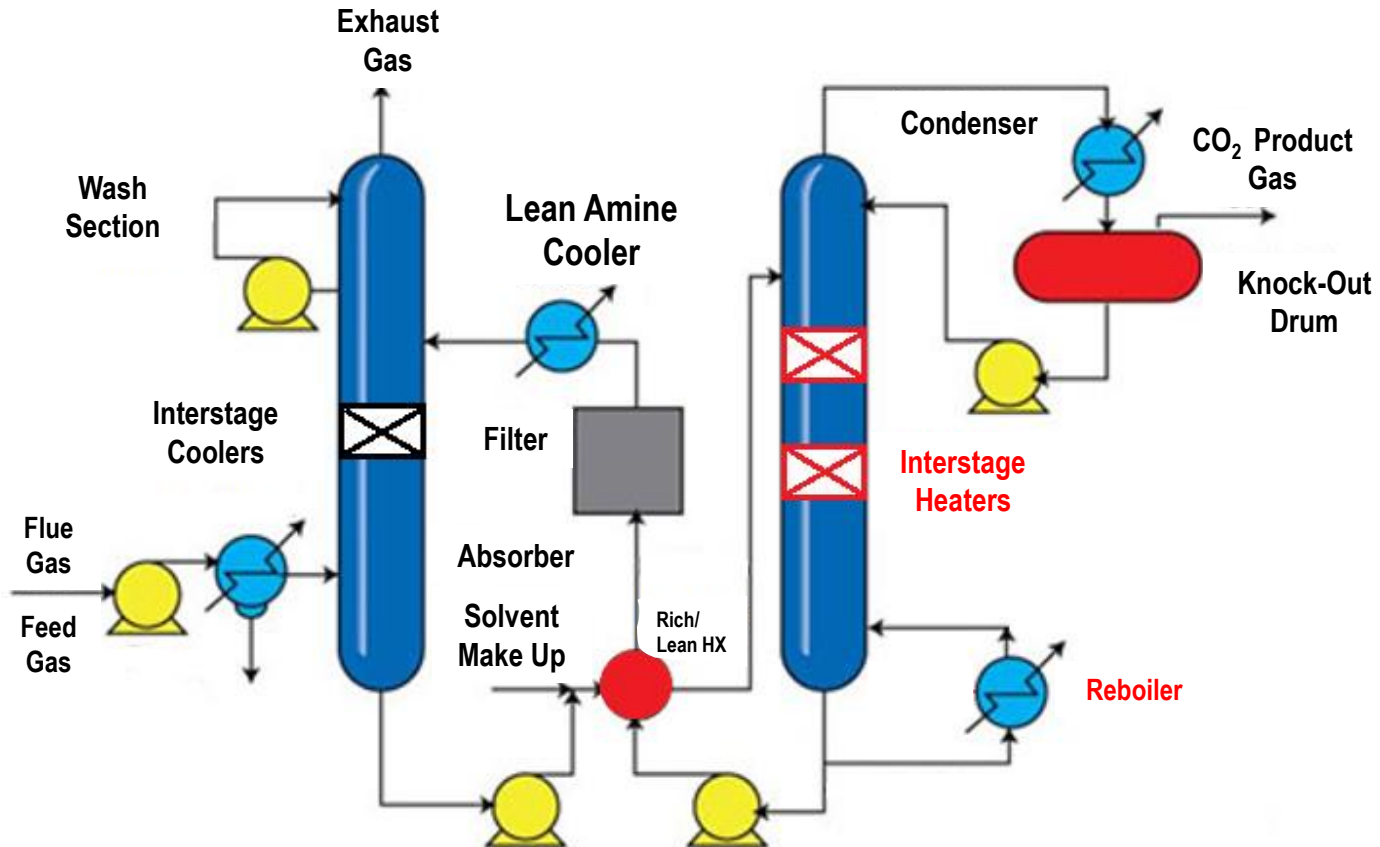 Exhaust
Gas
Condenser
CO₂ Product
Gas
Wash
Section
Lean Amine
Cooler
Knock-Out
Drum
Interstage
Coolers
Filter
Interstage
Heaters
Flue
Gas
Feed
Gas
Absorber
Solvent
Make Up
Rich/
Lean HX
Reboiler